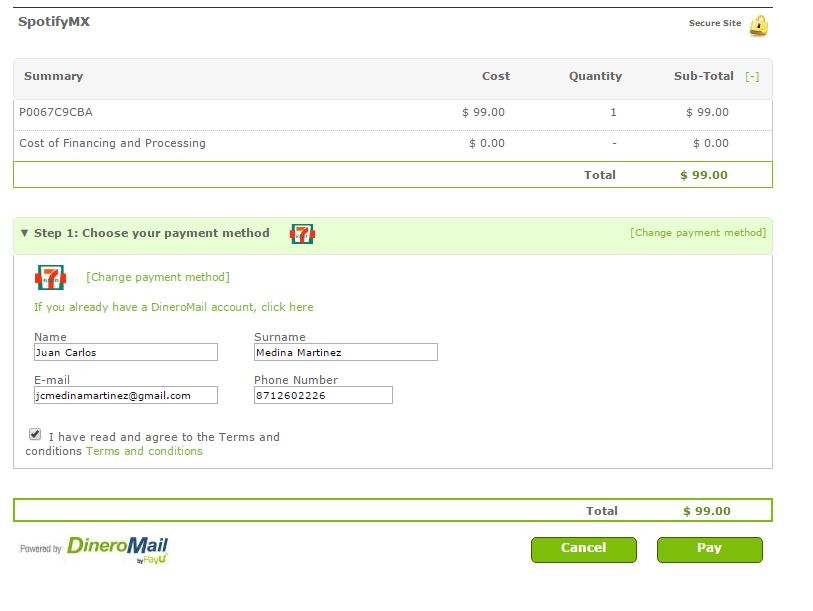 SpotifyMX
Secure Site
Summary Cost Quantity Sub-Total [-]
P0067C9CBA $ 99.00 1 $ 99.00
Cost of Financing and Processing $ 0.00 - $ 0.00
Total $ 99.00
▼ Step 1: Choose your payment method 7 [Change payment method]
7 [Change payment method]
If you already have a DineroMail account, click here
Name Surname
Juan Carlos Medina Martinez
E-mail Phone Number
jcmedinamartinez@gmail.com 8712602226
I have read and agree to the Terms and
conditions Terms and conditions
Total $ 99.00
Powered by DineroMail Cancel Pay
by PayU